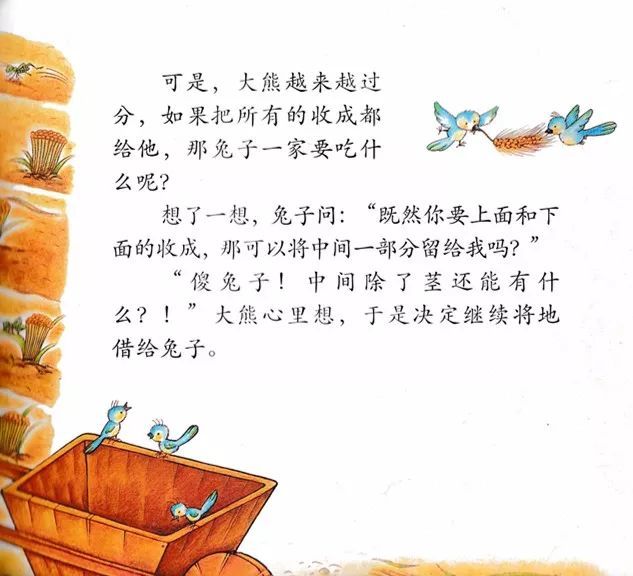 可是，大熊越来越过
分，如果把所有的收成都
给他，那兔子一家要吃什
么呢？
想了一想，兔子问：“既然你要上面和下
面的收成，那可以将中间一部分留给我吗？”
“傻兔子！中间除了茎还能有什
么？！”大熊心里想，于是决定继续将地
借给兔子。